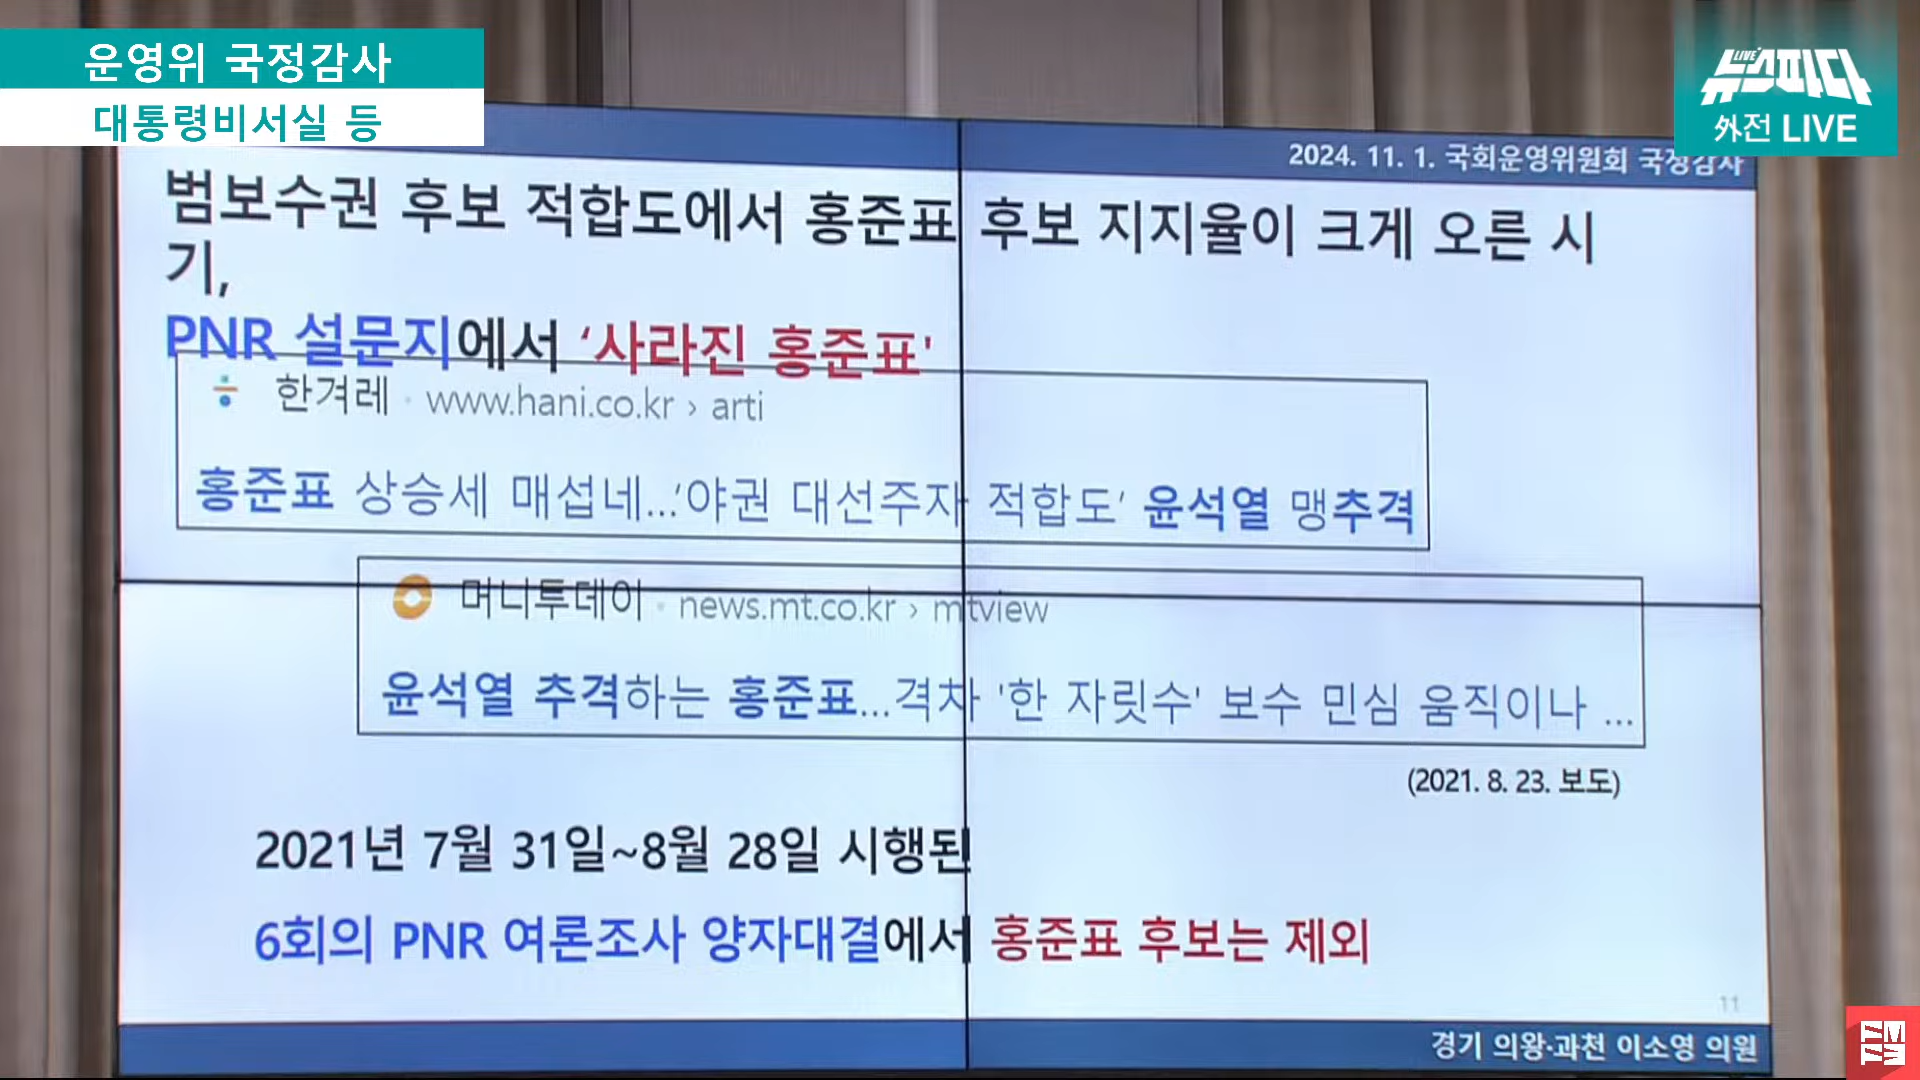 운영위 국정감사
대통령비서실 등
LIVE
뉴스피다
外전 LIVE
2024. 11. 1. 국회운영위원회 국정감사
범보수권 후보 적합도에서 홍준표 후보 지지율이 크게 오른 시
기,
PNR 설문지에서 ‘사라진 홍준표'
한겨레 · www.hani.co.kr › arti
홍준표 상승세 매섭네...‘야권 대선주자 적합도’ 윤석열 맹추격
머니투데이 · news.mt.co.kr › mtview
윤석열 추격하는 홍준표...격차 '한 자릿수' 보수 민심 움직이나 ...
(2021. 8. 23. 보도)
2021년 7월 31일~8월 28일 시행된
6회의 PNR 여론조사 양자대결에서 홍준표 후보는 제외
11
경기 의왕·과천 이소영 의원